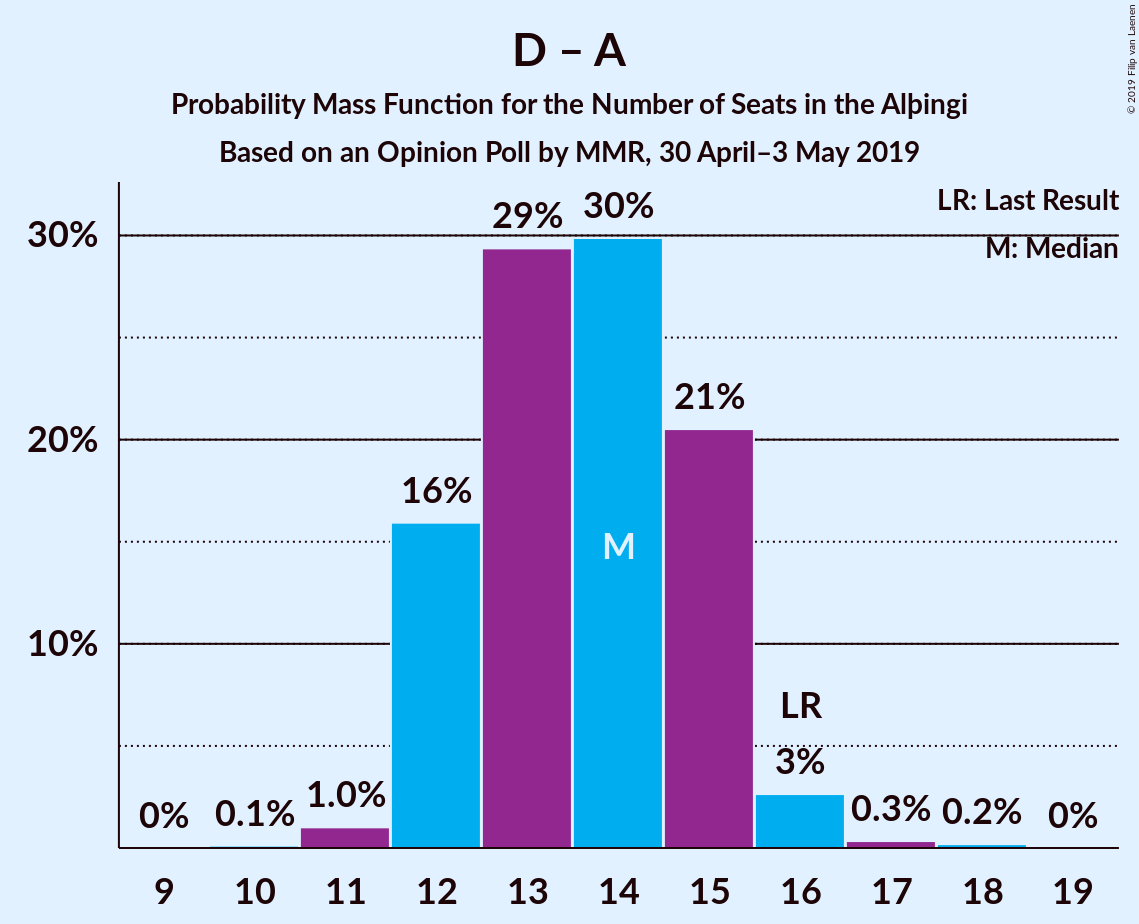 D – A
Probability Mass Function for the Number of Seats in the Alþingi
Based on an Opinion Poll by MMR, 30 April–3 May 2019
© 2019 Filip van Laenen
LR: Last Result
M: Median
30%
20%
10%
0%
0.1%
1.0%
16%
29%
30%
21%
3%
0.3%
0.2%
0%
M
LR
9 10 11 12 13 14 15 16 17 18 19